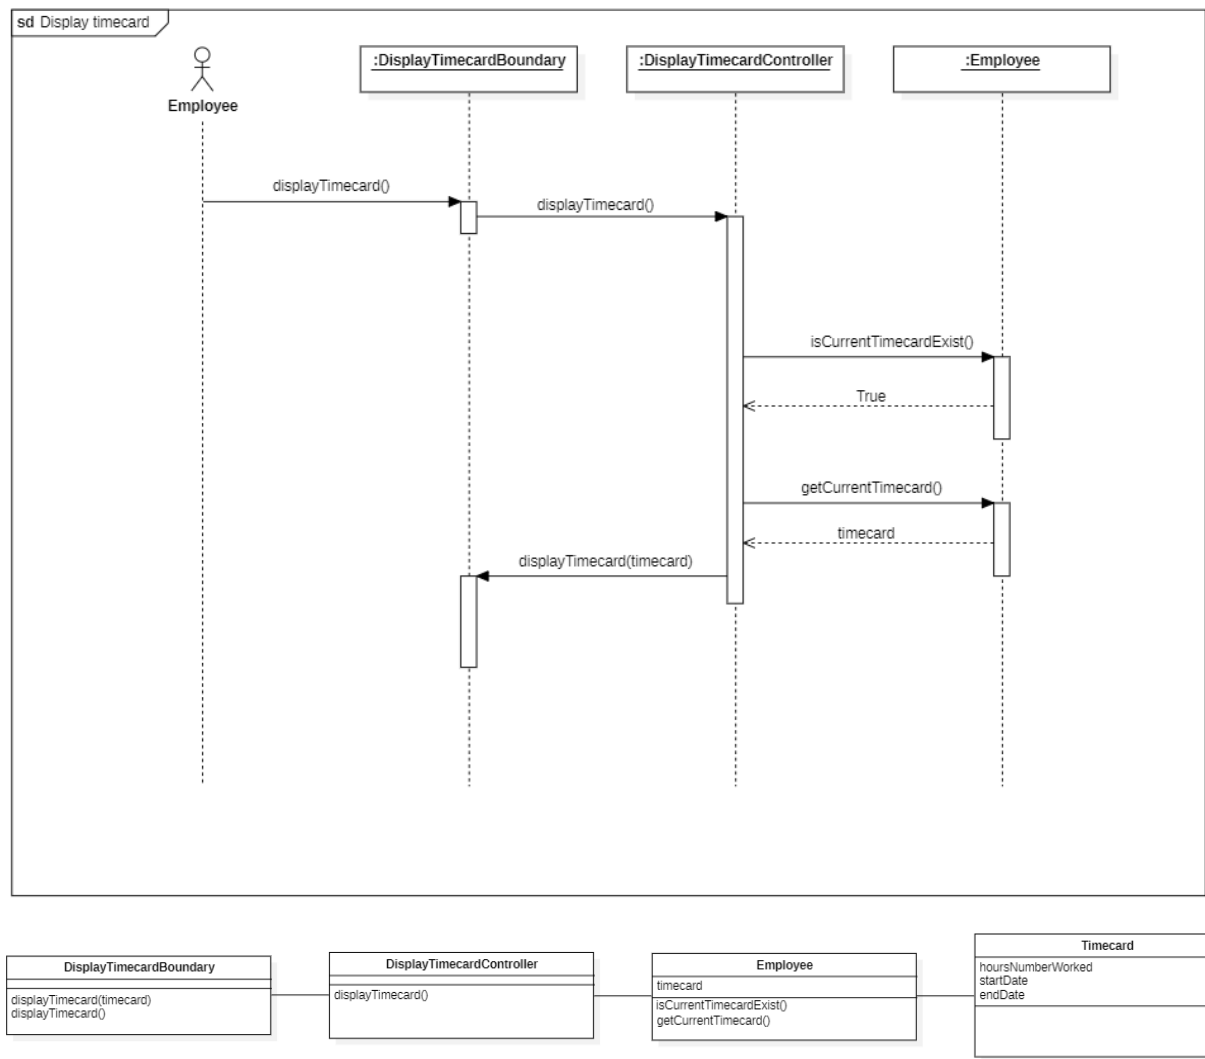 sd Display timecard
:DisplayTimecardBoundary
:DisplayTimecardController
:Employee
Employee
displayTimecard()
displayTimecard()
isCurrentTimecardExist()
True
getCurrentTimecard()
timecard
displayTimecard(timecard)
DisplayTimecardBoundary
displayTimecard(timecard)
displayTimecard()
DisplayTimecardController
displayTimecard()
Employee
timecard
isCurrentTimecardExist()
getCurrentTimecard()
Timecard
hoursNumberWorked
startDate
endDate